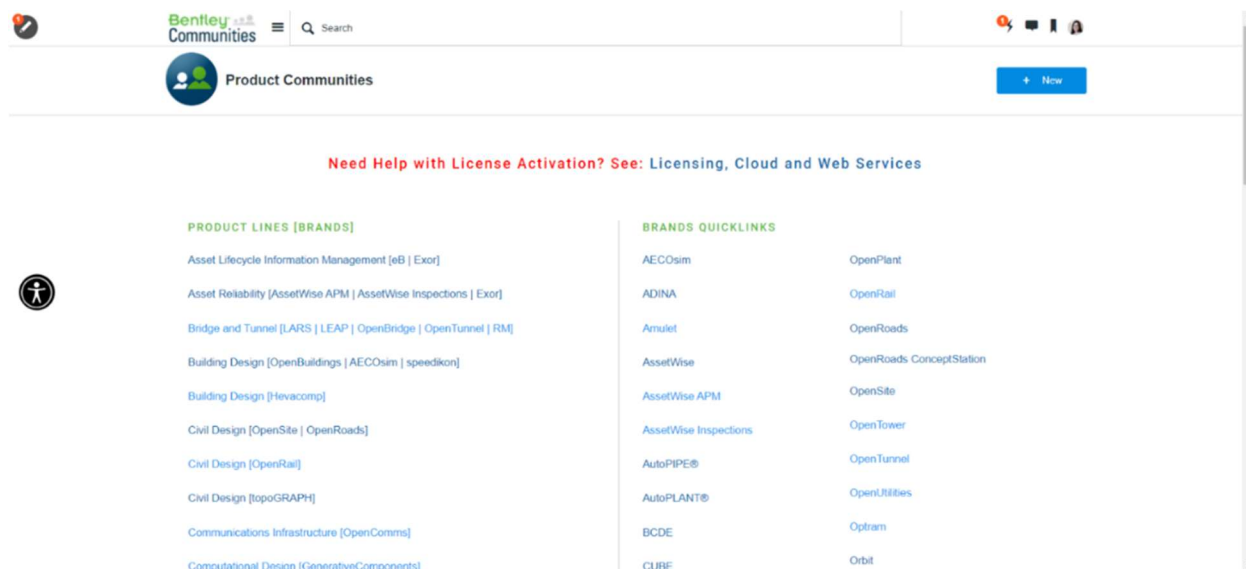 1
Bentley
Communities
Search
1
Product Communities
+ New
Need Help with License Activation? See: Licensing, Cloud and Web Services
PRODUCT LINES [BRANDS]
Asset Lifecycle Information Management [eB | Exor]
Asset Reliability [AssetWise APM | AssetWise Inspections | Exor]
Bridge and Tunnel [LARS | LEAP | OpenBridge | OpenTunnel | RM]
Building Design [OpenBuildings | AECOsim | speedikon]
Building Design [Hevacomp]
Civil Design [OpenSite | OpenRoads]
Civil Design [OpenRail]
Civil Design [topoGRAPH]
Communications Infrastructure [OpenComms]
Computational Design [GenerativeComponents]
BRANDS QUICKLINKS
AECOsim
ADINA
Amulet
AssetWise
AssetWise APM
AssetWise Inspections
AutoPIPE®
AutoPLANT®
BCDE
CUBE
OpenPlant
OpenRail
OpenRoads
OpenRoads ConceptStation
OpenSite
OpenTower
OpenTunnel
OpenUtilities
Optram
Orbit